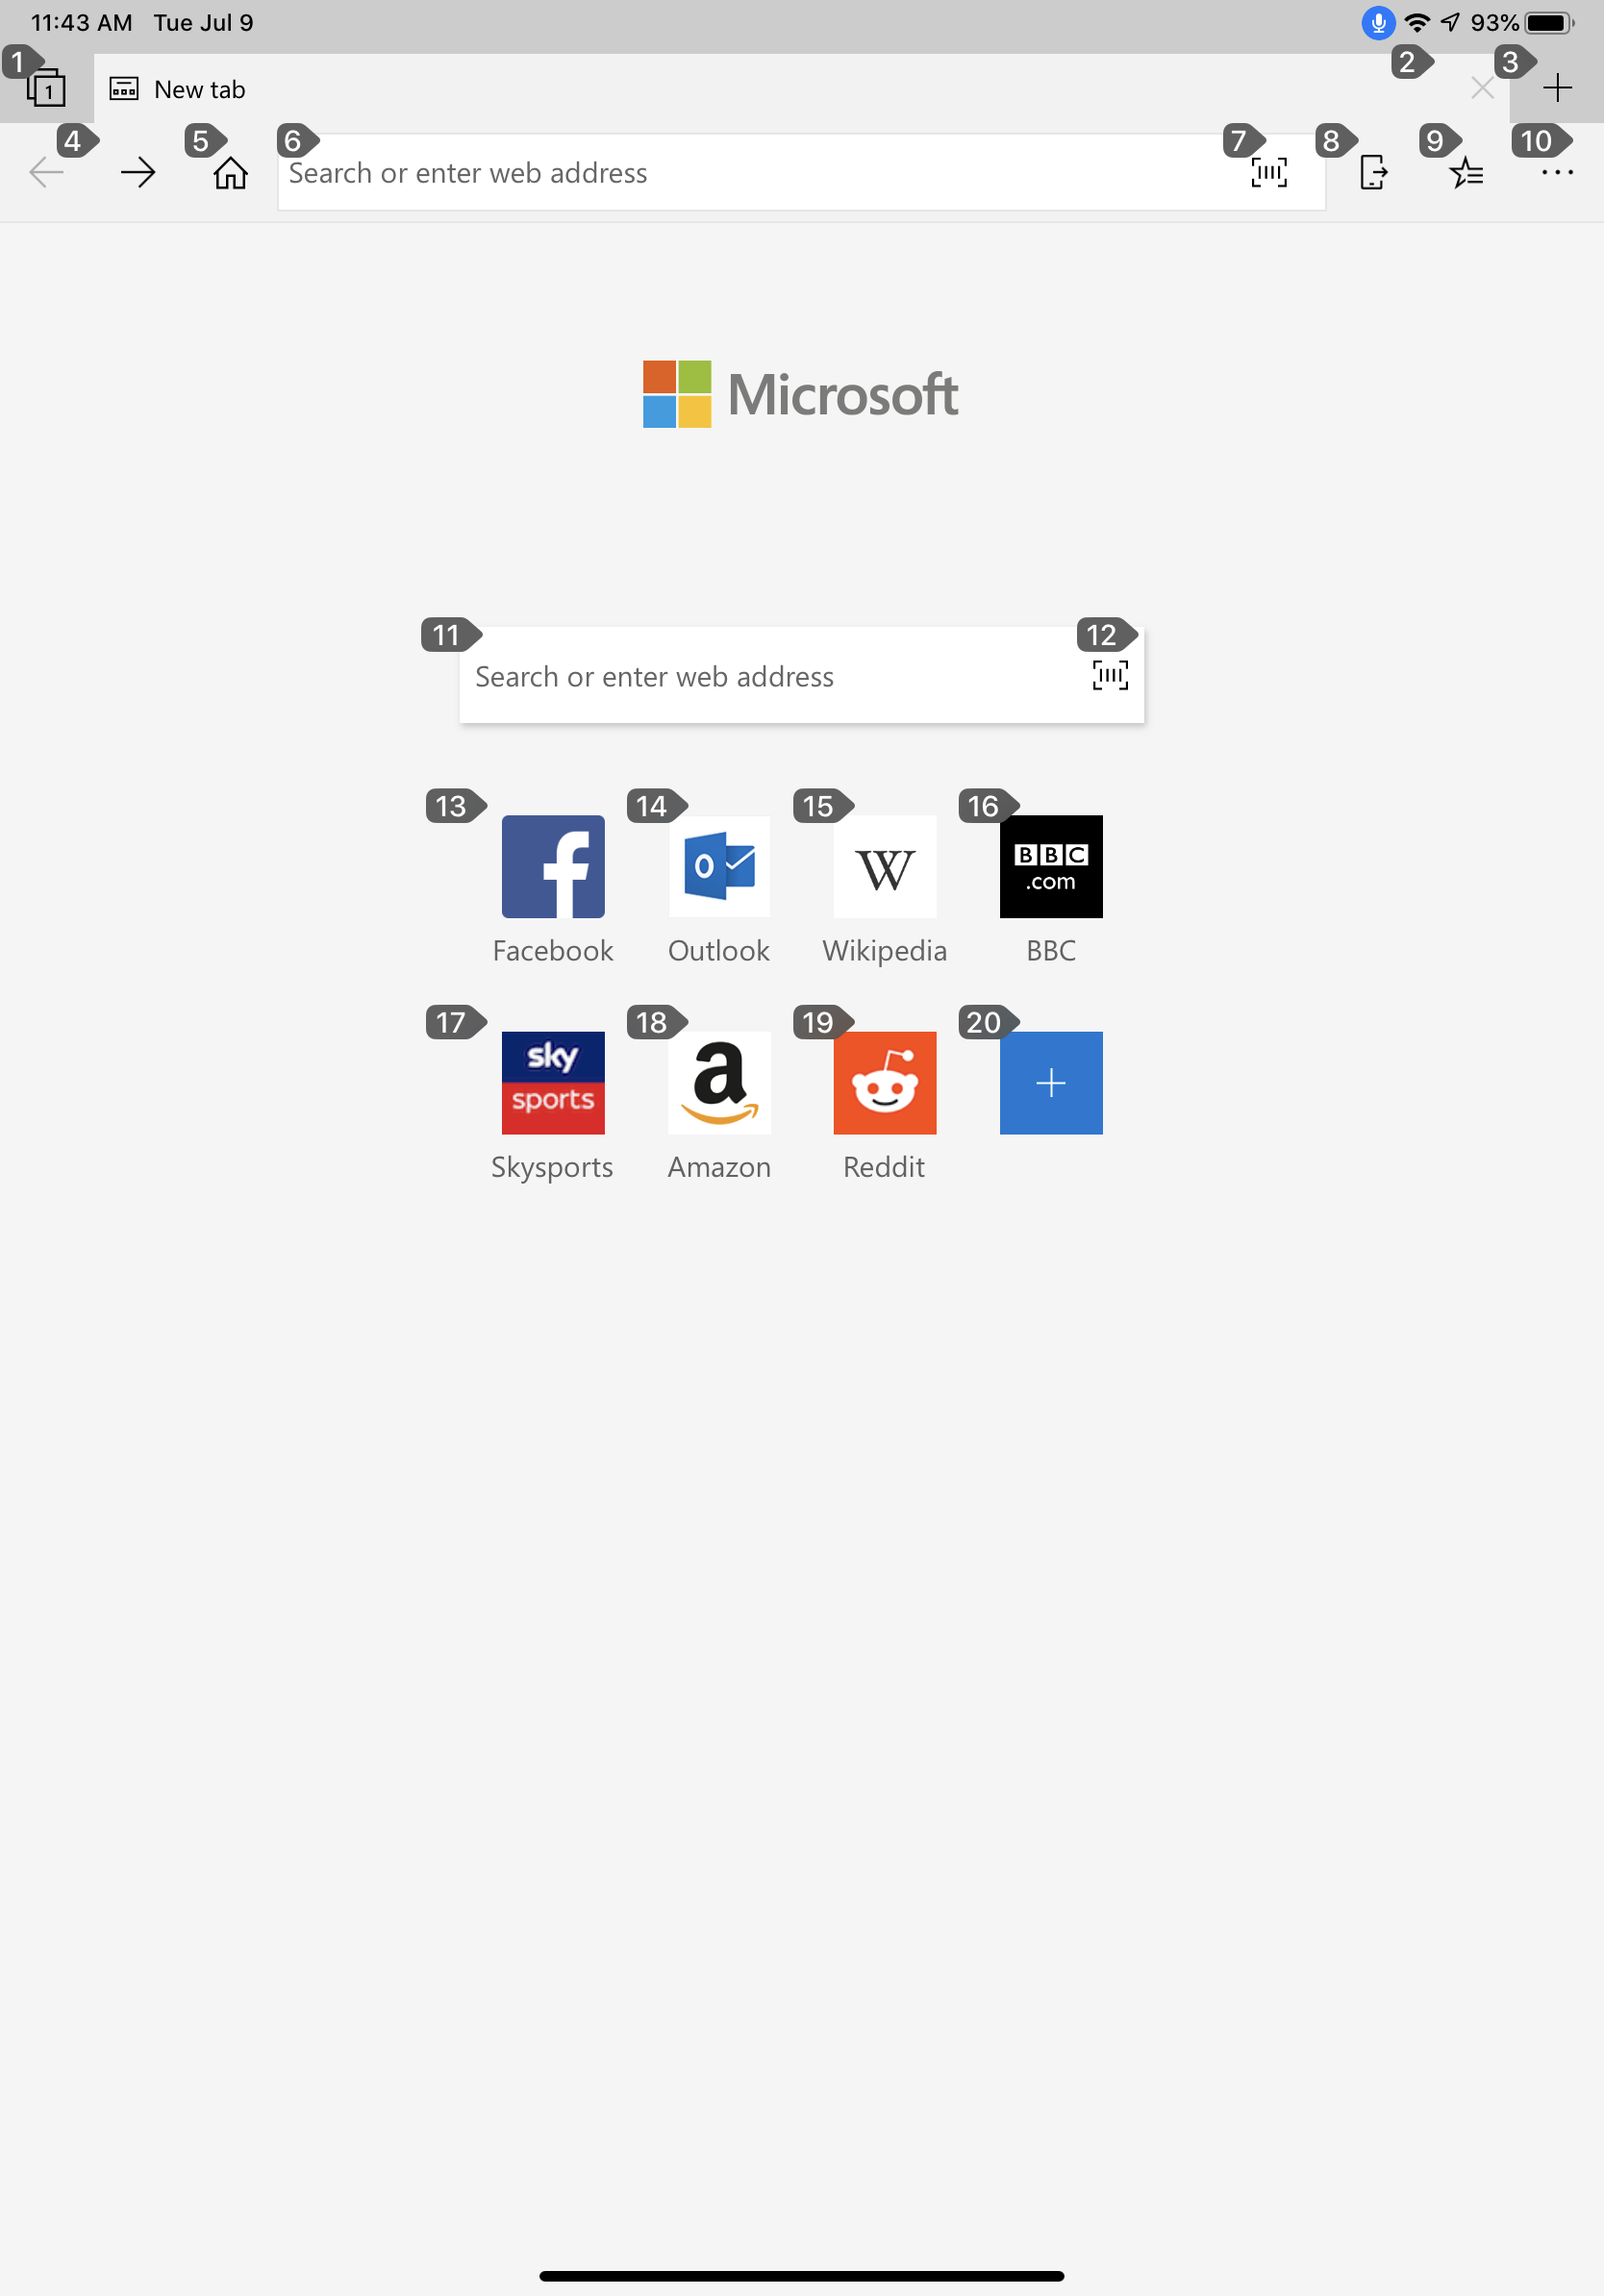 11:43 AM Tue Jul 9 93%
1 1 New tab 2 3
4 5 6 Search or enter web address 7 8 9 10
Microsoft
11 Search or enter web address 12
13 14 15 16
f O W BBC
.com
Facebook Outlook Wikipedia BBC
17 18 19 20
sky a
sports
Skysports Amazon Reddit